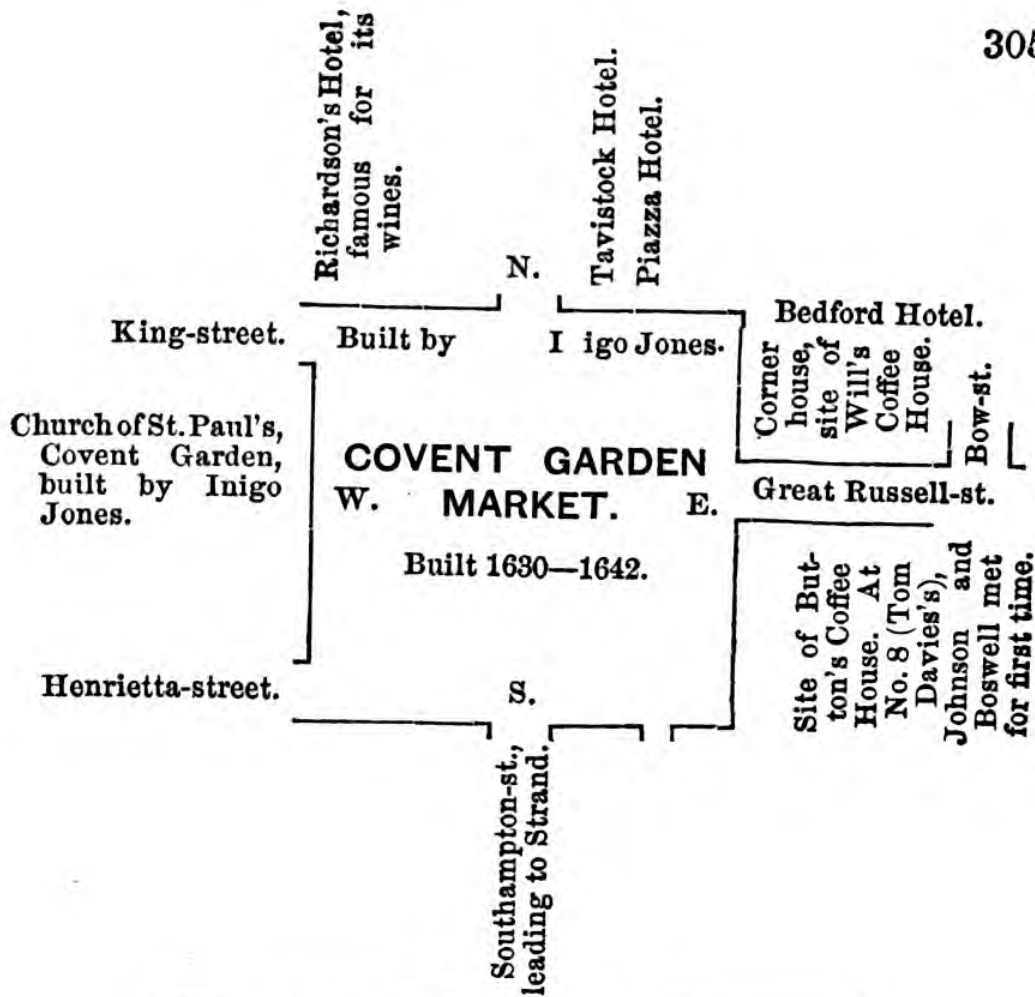 305
Richardson's Hotel,
famous for its
wines.
Tavistock Hotel.
Piazza Hotel.
N.
King-street.
Built by
I igo Jones.
Bedford Hotel.
Corner
house,
site of
Will's
Coffee
House.
Bow-st.
Church of St. Paul's,
Covent Garden,
built by Inigo
Jones.
COVENT GARDEN
W. MARKET. E.
Great Russell-st.
Built 1630—1642.
Site of But-
ton's Coffee
House. At
No. 8 (Tom
Davies's),
Johnson and
Boswell met
for first time.
Henrietta-street.
S.
Southampton-st.,
leading to Strand.